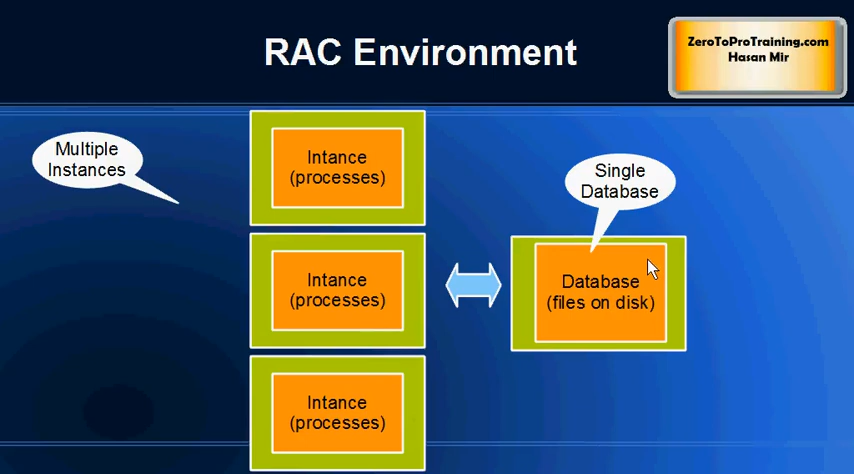 RAC Environment
ZeroToProTraining.com
Hasan Mir
Multiple
Instances
Intance
(processes)
Single
Database
Intance
(processes)
Database
(files on disk)
Intance
(processes)